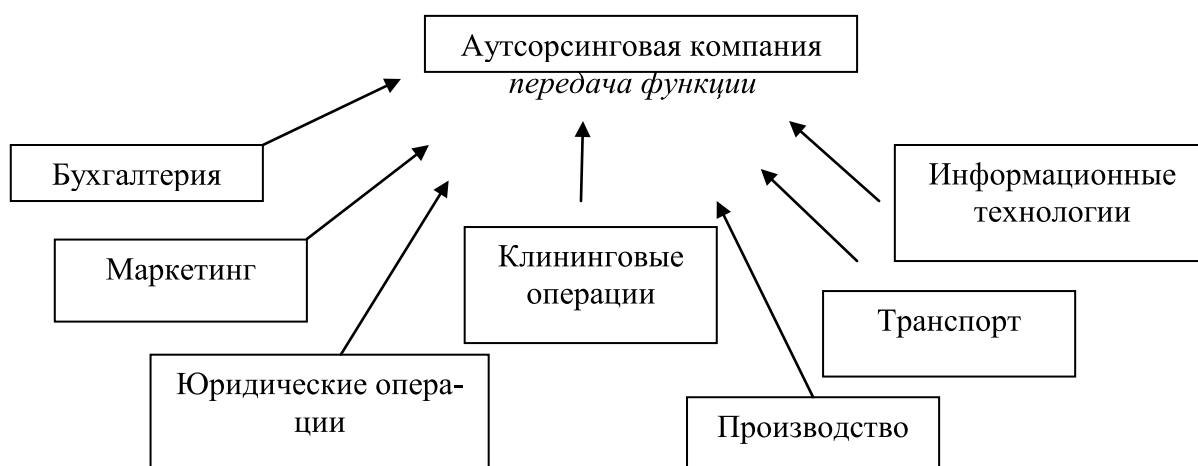 Аутсорсинговая компания
передача функции
Бухгалтерия
Информационные
технологии
Маркетинг
Клининговые
операции
Транспорт
Юридические опера-
ции
Производство